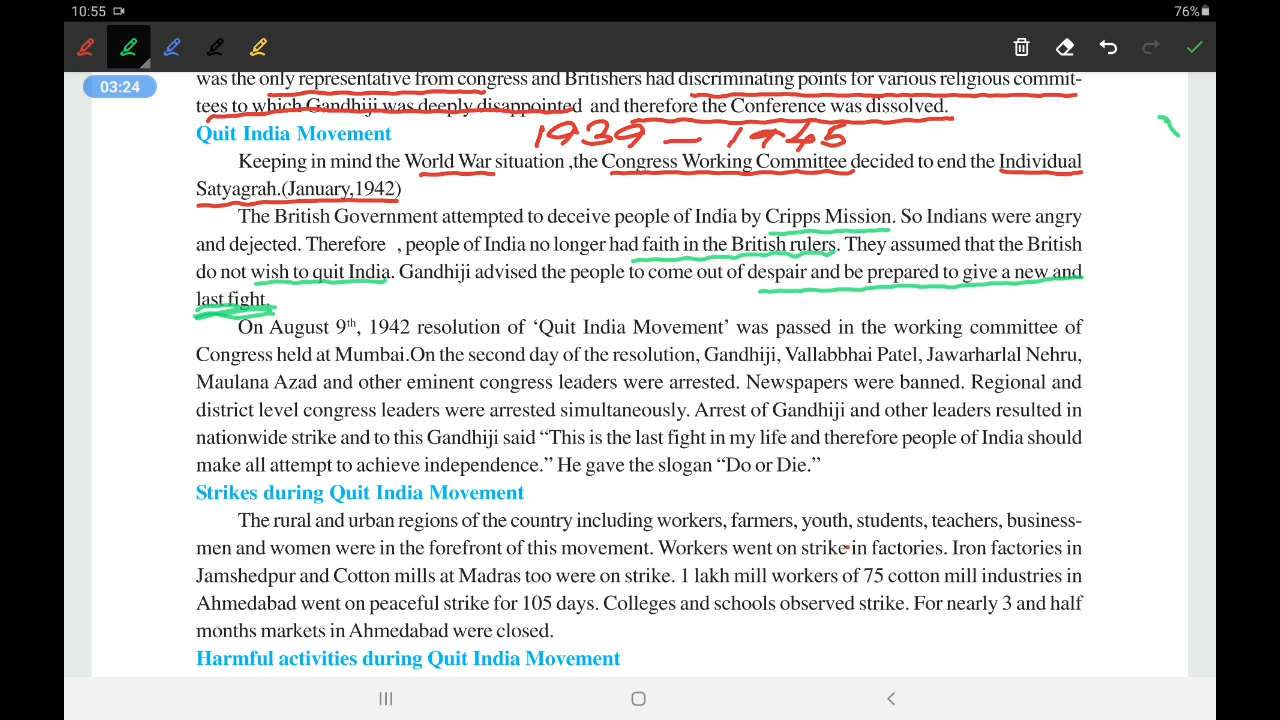 10:55
76%
03:24
was the only representative from congress and Britishers had discriminating points for various religious commit-
tees to which Gandhiji was deeply disappointed and therefore the Conference was dissolved.
Quit India Movement
1939 - 1945
Keeping in mind the World War situation ,the Congress Working Committee decided to end the Individual
Satyagrah.(January,1942)
The British Government attempted to deceive people of India by Cripps Mission. So Indians were angry
and dejected. Therefore , people of India no longer had faith in the British rulers. They assumed that the British
do not wish to quit India. Gandhiji advised the people to come out of despair and be prepared to give a new and
last fight.
On August 9th, 1942 resolution of ‘Quit India Movement’ was passed in the working committee of
Congress held at Mumbai.On the second day of the resolution, Gandhiji, Vallabbhai Patel, Jawarharlal Nehru,
Maulana Azad and other eminent congress leaders were arrested. Newspapers were banned. Regional and
district level congress leaders were arrested simultaneously. Arrest of Gandhiji and other leaders resulted in
nationwide strike and to this Gandhiji said “This is the last fight in my life and therefore people of India should
make all attempt to achieve independence.” He gave the slogan “Do or Die.”
Strikes during Quit India Movement
The rural and urban regions of the country including workers, farmers, youth, students, teachers, business-
men and women were in the forefront of this movement. Workers went on strike in factories. Iron factories in
Jamshedpur and Cotton mills at Madras too were on strike. 1 lakh mill workers of 75 cotton mill industries in
Ahmedabad went on peaceful strike for 105 days. Colleges and schools observed strike. For nearly 3 and half
months markets in Ahmedabad were closed.
Harmful activities during Quit India Movement